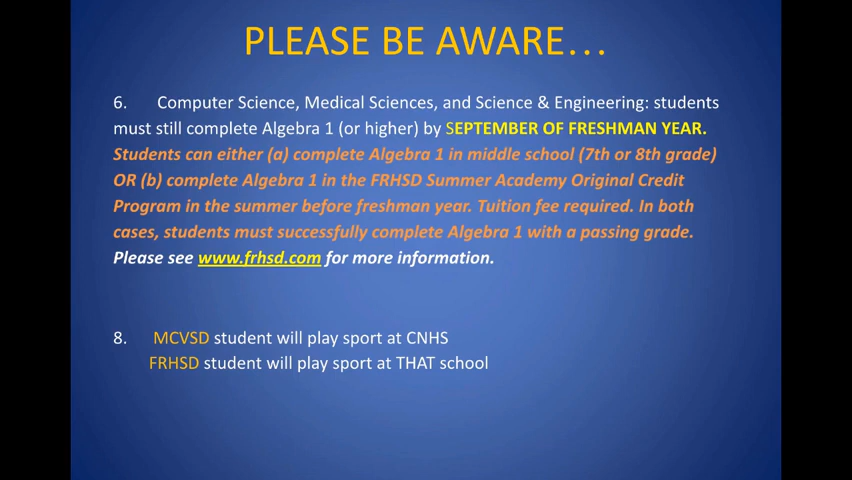 PLEASE BE AWARE…
6. Computer Science, Medical Sciences, and Science & Engineering: students
must still complete Algebra 1 (or higher) by SEPTEMBER OF FRESHMAN YEAR.
Students can either (a) complete Algebra 1 in middle school (7th or 8th grade)
OR (b) complete Algebra 1 in the FRHSD Summer Academy Original Credit
Program in the summer before freshman year. Tuition fee required. In both
cases, students must successfully complete Algebra 1 with a passing grade.
Please see www.frhsd.com for more information.
8. MCVSD student will play sport at CNHS
FRHSD student will play sport at THAT school